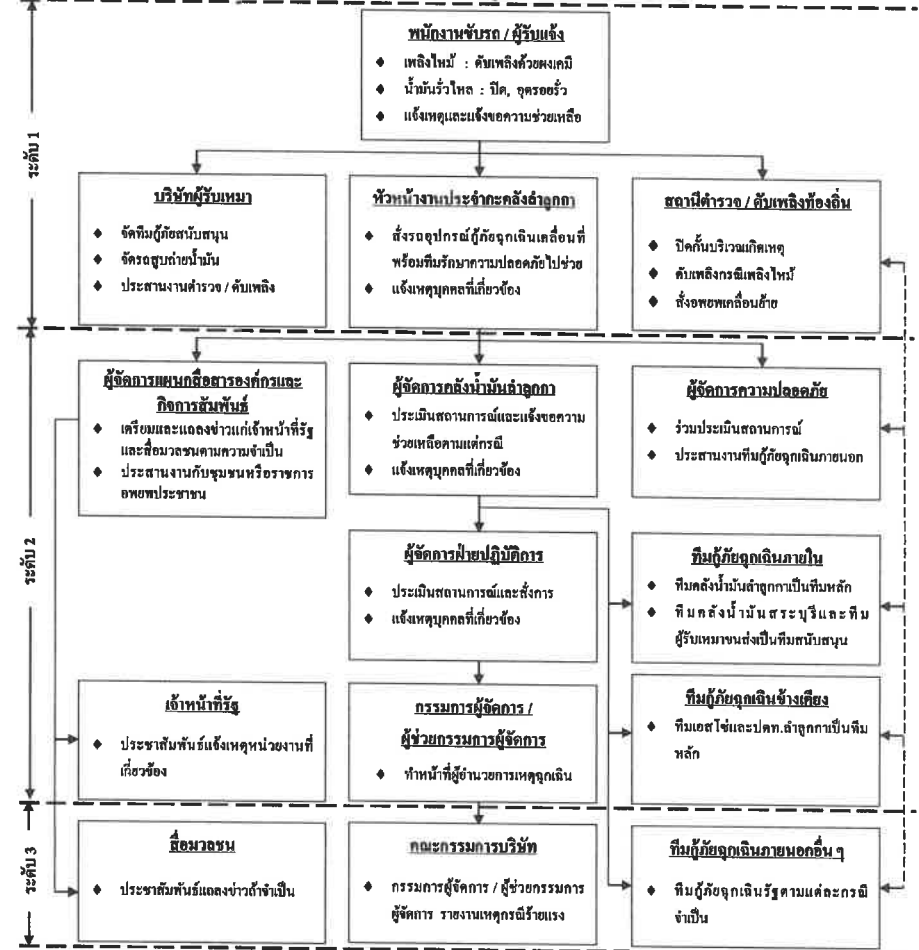 พนักงานขับรถ / ผู้รับแจ้ง
♦ เพลิงไหม้ : ดับเพลิงด้วยผงเคมี
♦ น้ำมันรั่วไหล : ปิด, อุดรอยรั่ว
♦ แจ้งเหตุและแจ้งขอความช่วยเหลือ
ระดับ 1
บริษัทผู้รับเหมา
♦ จัดทีมกู้ภัยสนับสนุน
♦ จัดรถสูบถ่ายน้ำมัน
♦ ประสานงานตำรวจ / ดับเพลิง
หัวหน้างานประจำกะคลังลำลูกกา
♦ สั่งรถอุปกรณ์กู้ภัยฉุกเฉินเคลื่อนที่
พร้อมทีมรักษาความปลอดภัยไปช่วย
♦ แจ้งเหตุบุคคลที่เกี่ยวข้อง
สถานีตำรวจ / ดับเพลิงท้องถิ่น
♦ ปิดกั้นบริเวณเกิดเหตุ
♦ ดับเพลิงกรณีเพลิงไหม้
♦ สั่งอพยพเคลื่อนย้าย
ระดับ 2
ผู้จัดการแผนกสื่อสารองค์กรและ
กิจการสัมพันธ์
♦ เตรียมและแถลงข่าวแก่เจ้าหน้าที่รัฐ
และสื่อมวลชนตามความจำเป็น
♦ ประสานงานกับชุมชนหรือราชการ
อพยพประชาชน
ผู้จัดการคลังน้ำมันลำลูกกา
♦ ประเมินสถานการณ์และแจ้งขอความ
ช่วยเหลือตามแต่กรณี
♦ แจ้งเหตุบุคคลที่เกี่ยวข้อง
ผู้จัดการความปลอดภัย
♦ ร่วมประเมินสถานการณ์
♦ ประสานงานทีมกู้ภัยฉุกเฉินภายนอก
ผู้จัดการฝ่ายปฏิบัติการ
♦ ประเมินสถานการณ์และสั่งการ
♦ แจ้งเหตุบุคคลที่เกี่ยวข้อง
ทีมกู้ภัยฉุกเฉินภายใน
♦ ทีมคลังน้ำมันลำลูกกาเป็นทีมหลัก
♦ ทีมคลังน้ำมันสระบุรีและทีม
ผู้รับเหมาขนส่งเป็นทีมสนับสนุน
เจ้าหน้าที่รัฐ
♦ ประชาสัมพันธ์แจ้งเหตุหน่วยงานที่
เกี่ยวข้อง
กรรมการผู้จัดการ /
ผู้ช่วยกรรมการผู้จัดการ
♦ ทำหน้าที่ผู้อำนวยการเหตุฉุกเฉิน
ทีมกู้ภัยฉุกเฉินข้างเคียง
♦ ทีมเอสโซ่และปตท.ลำลูกกาเป็นทีม
หลัก
ระดับ 3
สื่อมวลชน
♦ ประชาสัมพันธ์แถลงข่าวถ้าจำเป็น
คณะกรรมการบริษัท
♦ กรรมการผู้จัดการ / ผู้ช่วยกรรมการ
ผู้จัดการ รายงานเหตุกรณีร้ายแรง
ทีมกู้ภัยฉุกเฉินภายนอกอื่น ๆ
♦ ทีมกู้ภัยฉุกเฉินรัฐตามแต่ละกรณี
จำเป็น